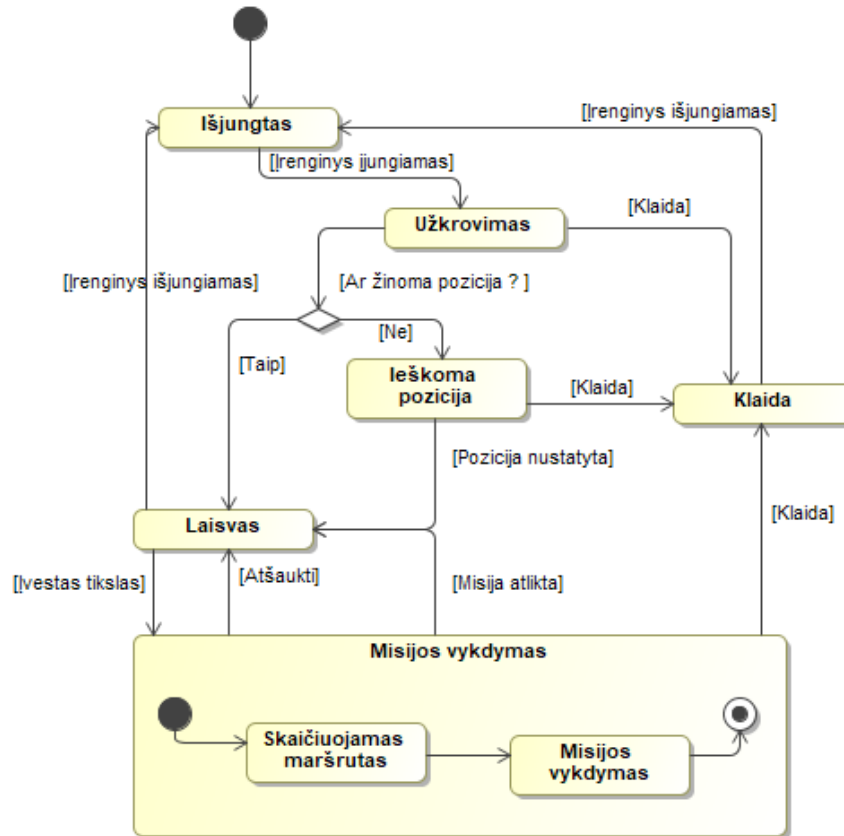 Išjungtas
[Įrenginys išjungiamas]
[Įrenginys įjungiamas]
Užkrovimas
[Klaida]
[Įrenginys išjungiamas]
[Ar žinoma pozicija ? ]
[Ne]
[Taip]
Ieškoma
pozicija
[Klaida]
Klaida
[Pozicija nustatyta]
Laisvas
[Klaida]
[Įvestas tikslas]
[Atšaukti]
[Misija atlikta]
Misijos vykdymas
Skaičiuojamas
maršrutas
Misijos
vykdymas